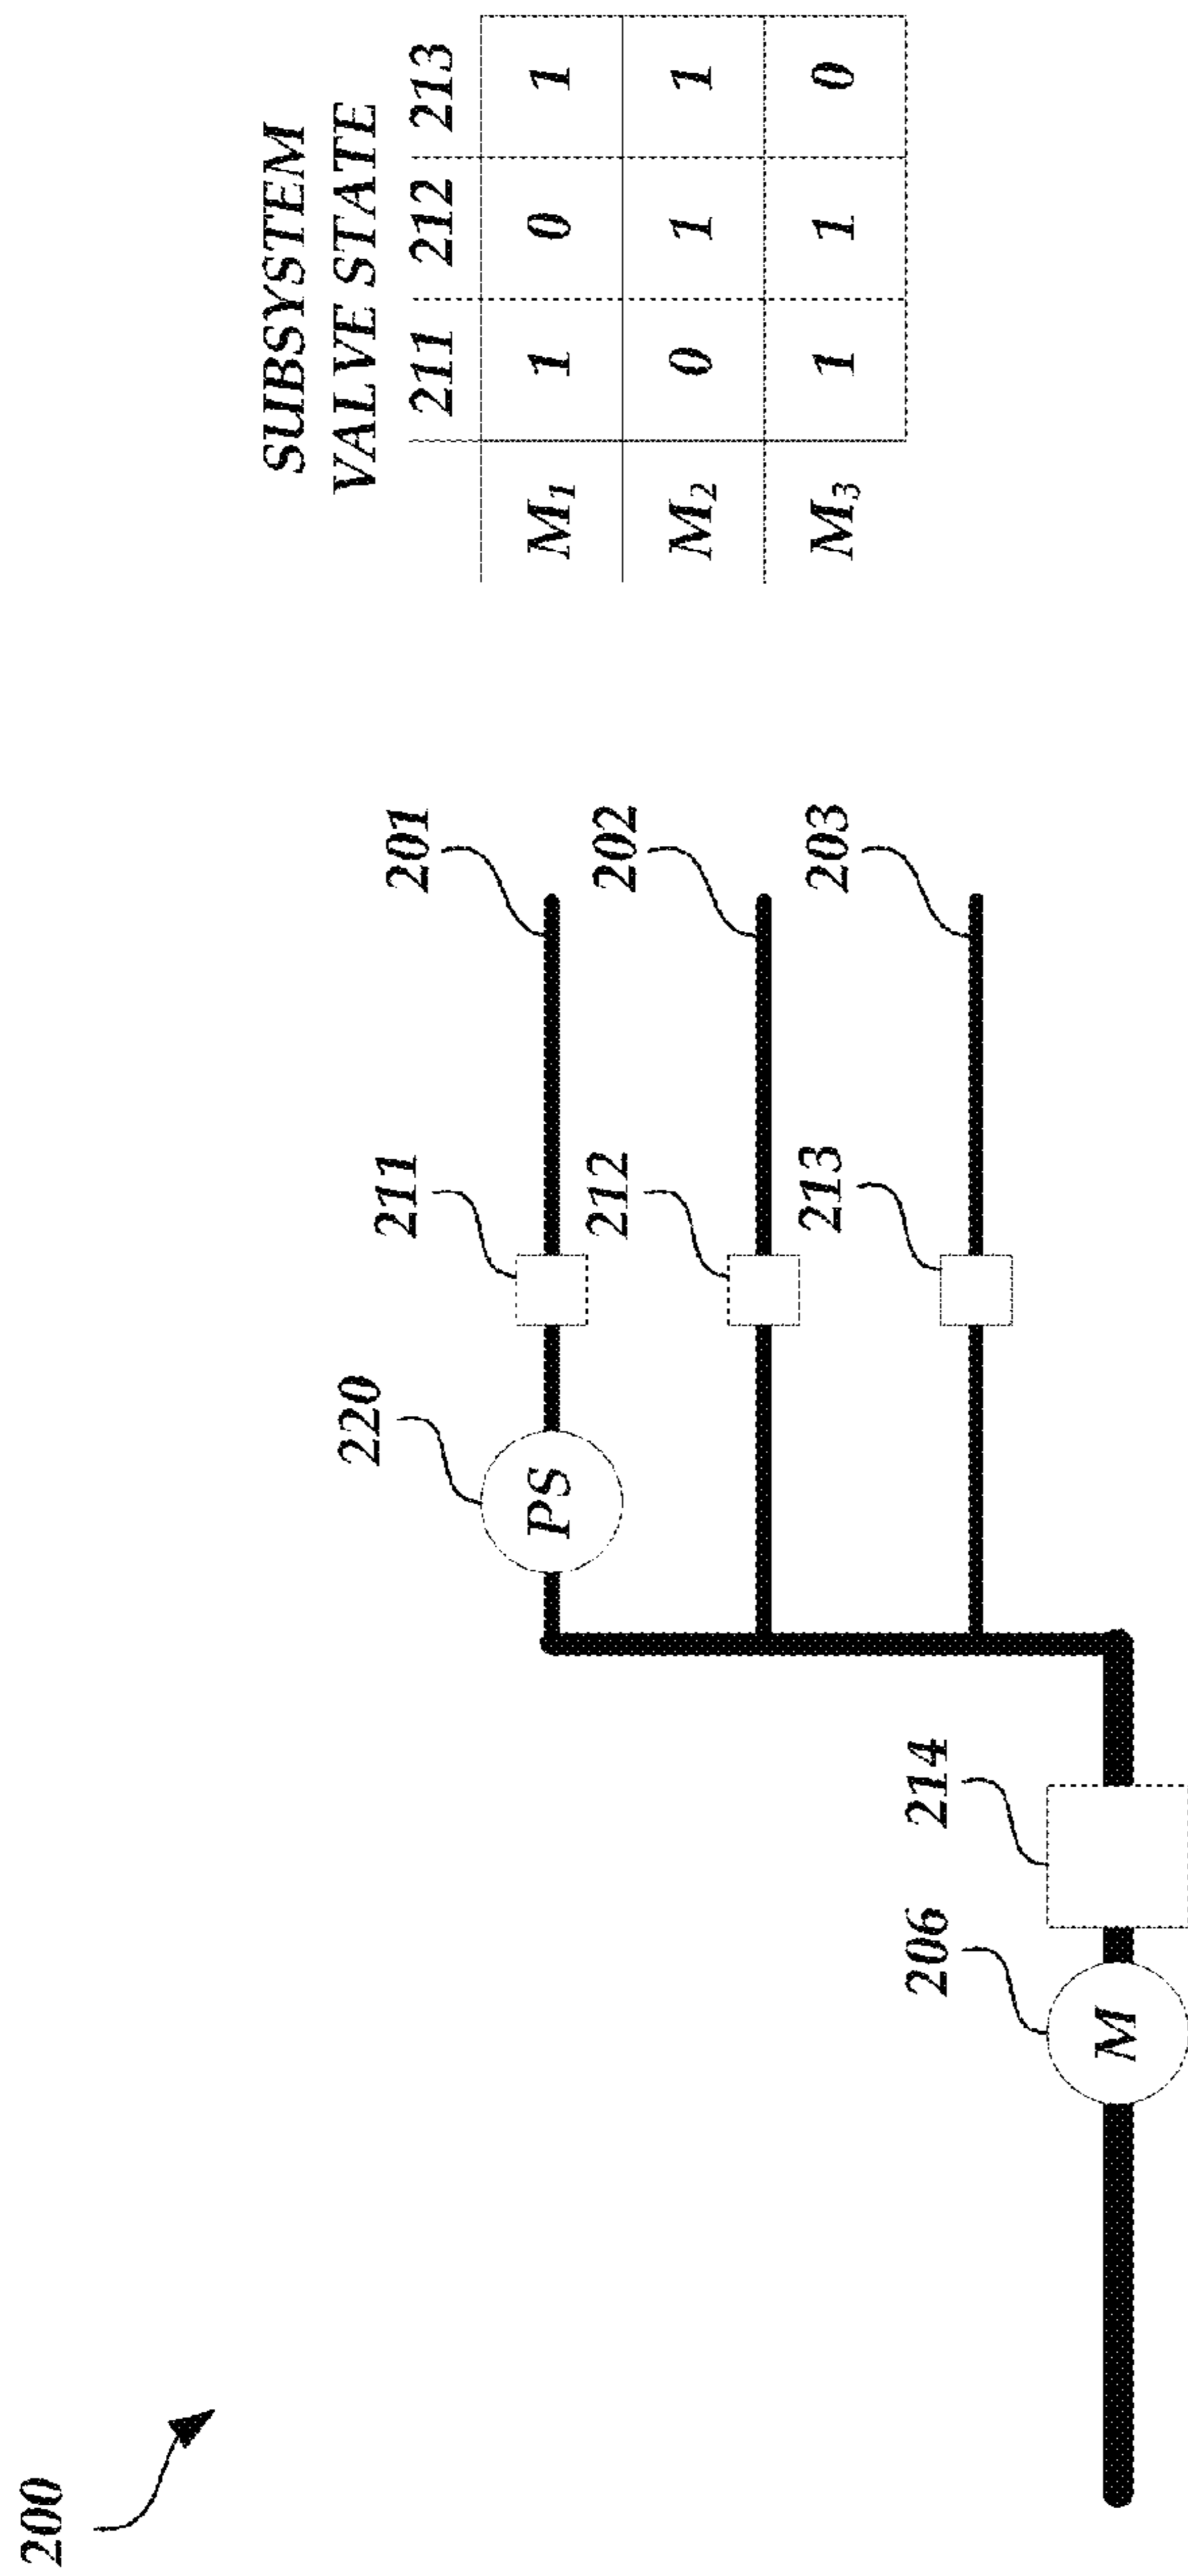 200
SUBSYSTEM
VALVE STATE
211 212 213
M₁ 1 0 1
M₂ 0 1 1
M₃ 1 1 0
220
PS
211
201
212
202
213
203
206
M
214